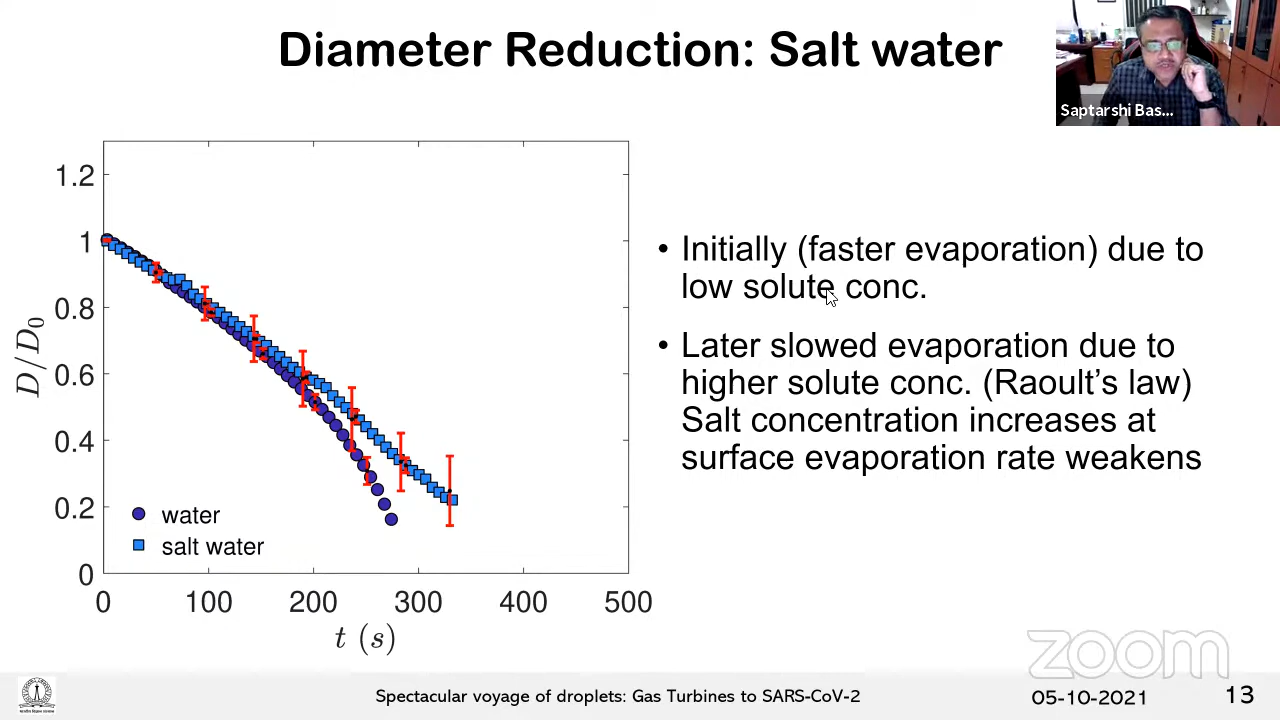 Diameter Reduction: Salt water
Saptarshi Bas...
1.2
1
0.8
0.6
0.4
0.2
0
D/D0
water
salt water
0 100 200 300 400 500
t (s)
• Initially (faster evaporation) due to
low solute conc.
• Later slowed evaporation due to
higher solute conc. (Raoult’s law)
Salt concentration increases at
surface evaporation rate weakens
zoom
Spectacular voyage of droplets: Gas Turbines to SARS-CoV-2
05-10-2021
13